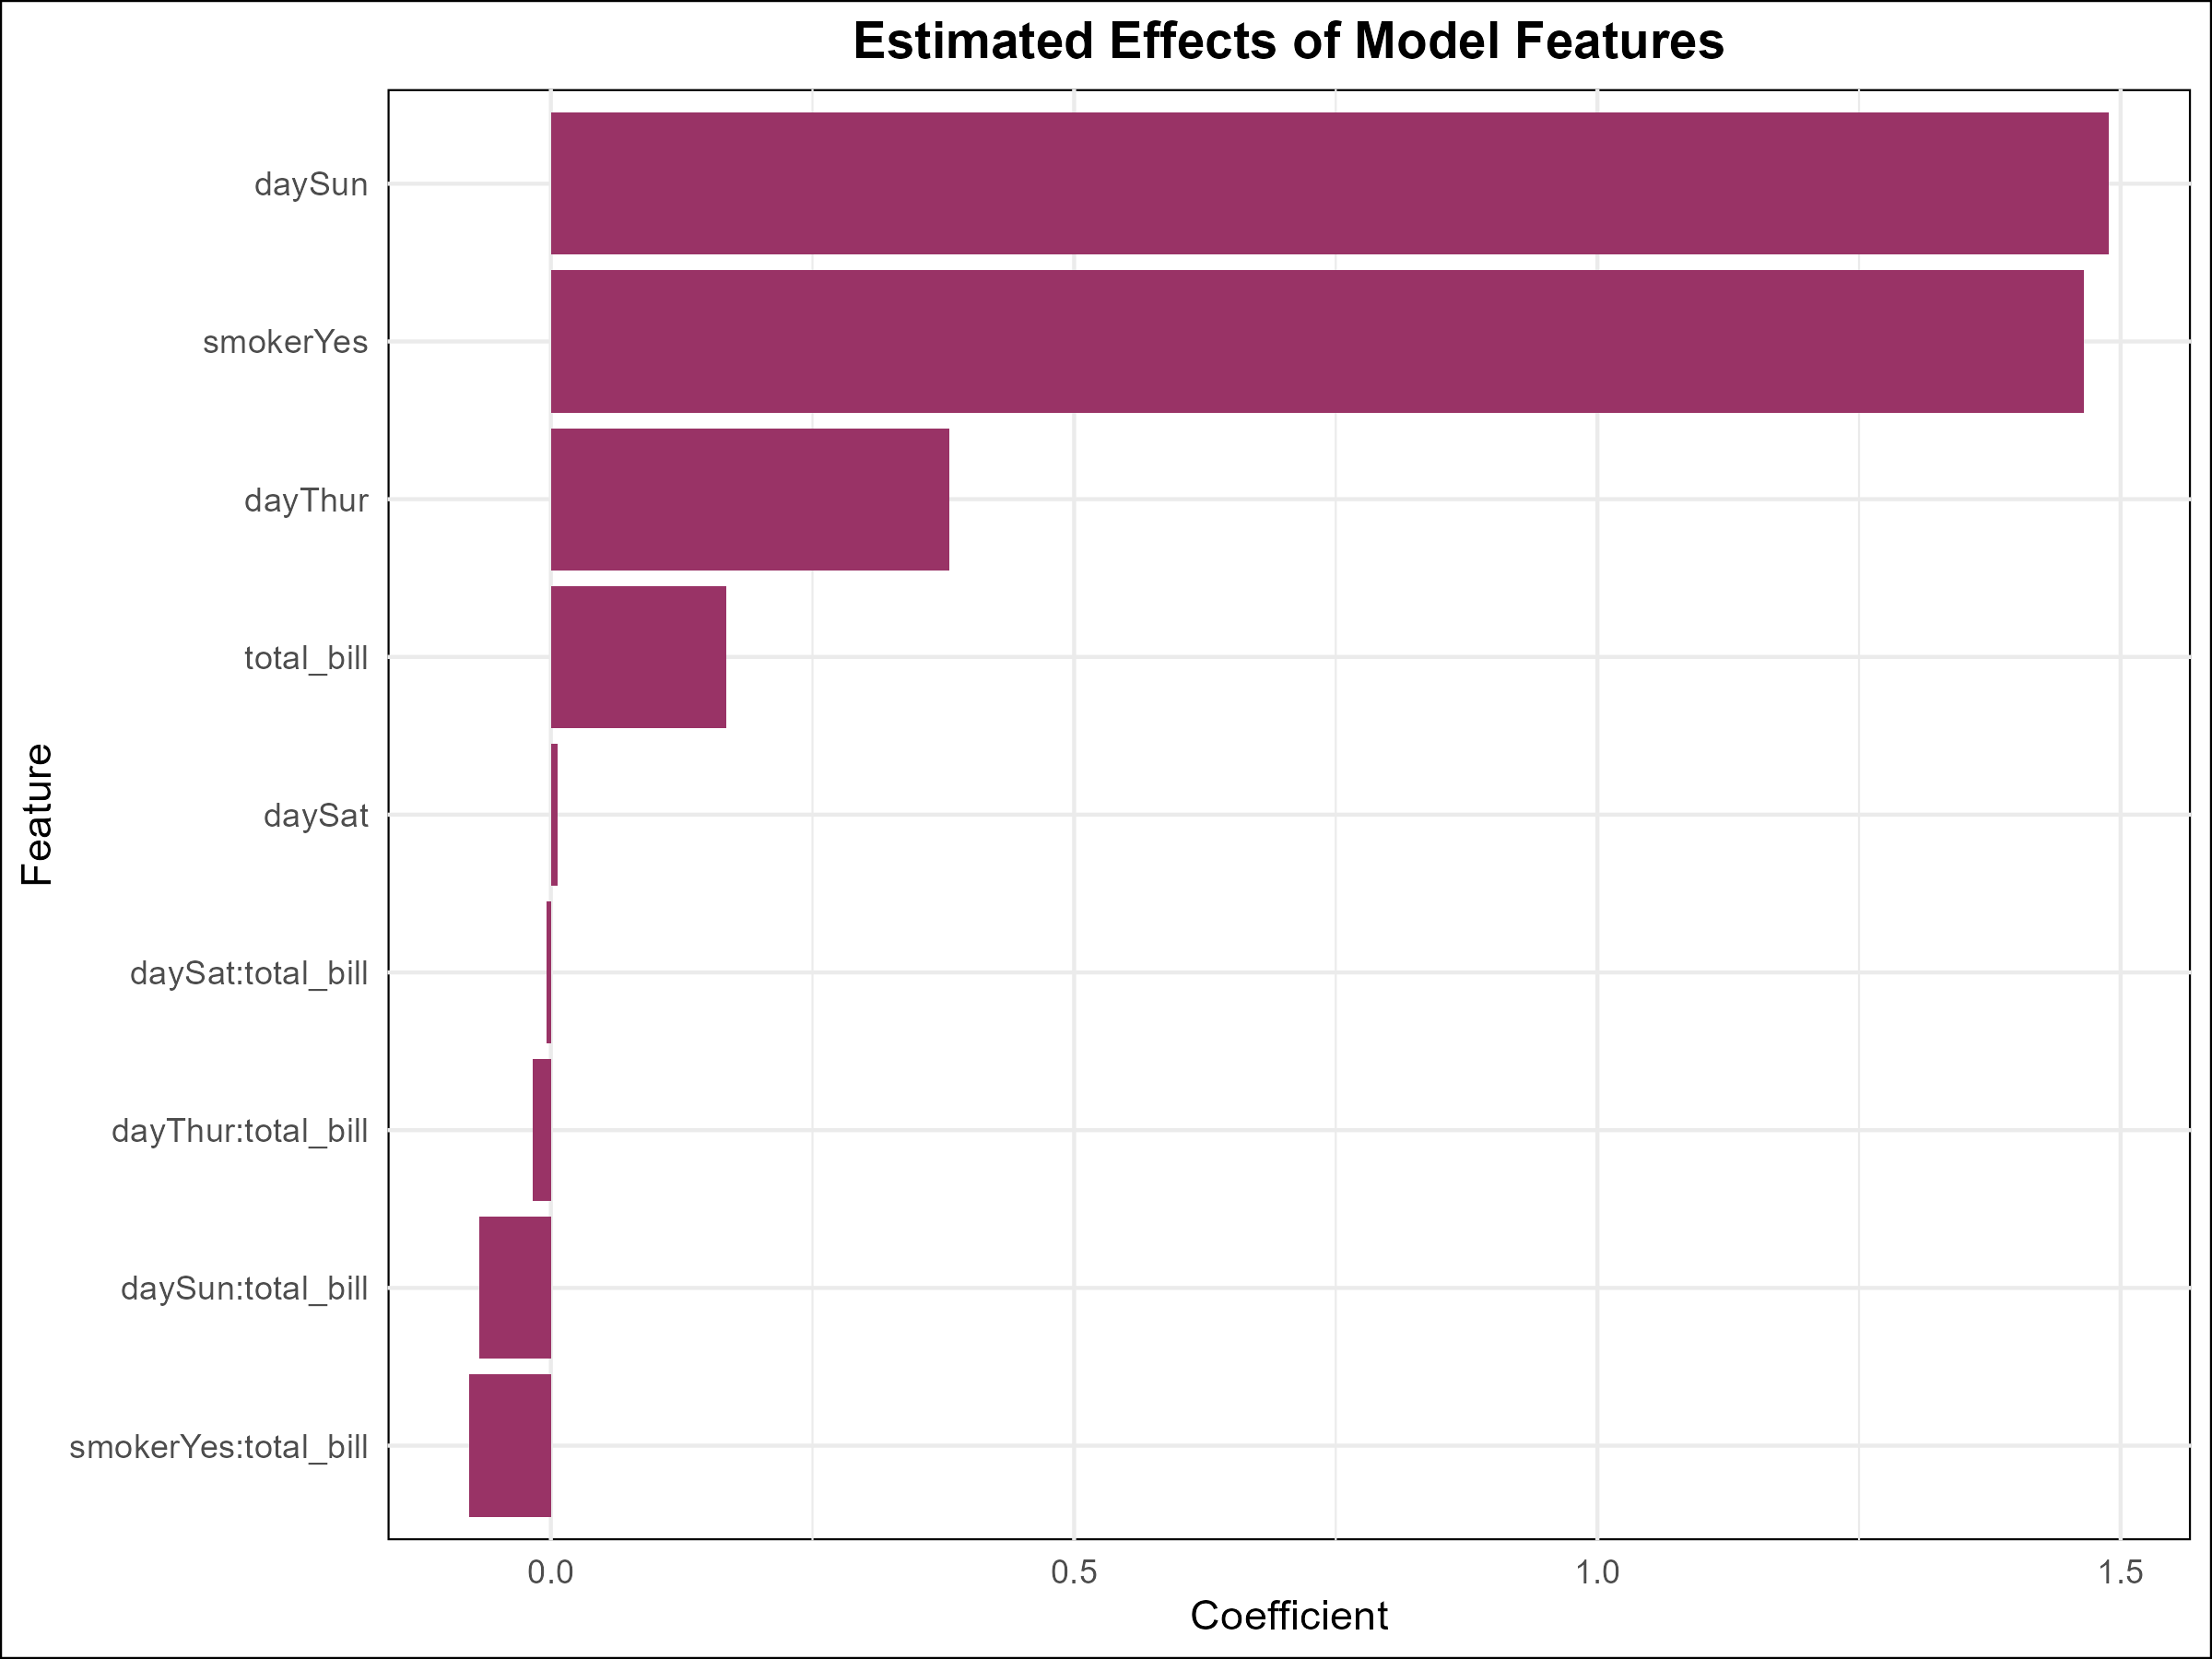 Estimated Effects of Model Features
daySun
smokerYes
dayThur
total_bill
daySat
daySat:total_bill
dayThur:total_bill
daySun:total_bill
smokerYes:total_bill
Feature
0.0 0.5 1.0 1.5
Coefficient